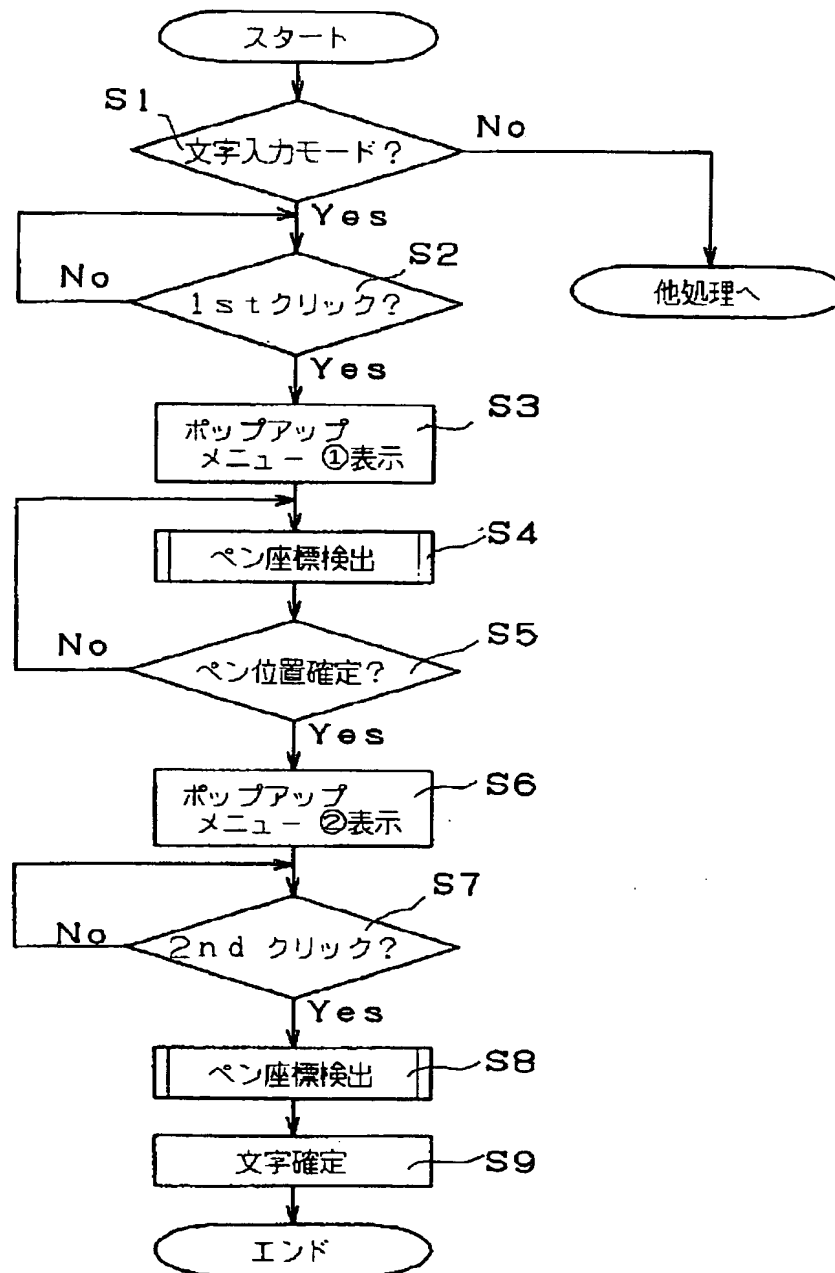 スタート
S1
文字入力モード?
No
Yes
S2
No
1stクリック?
他処理へ
Yes
S3
ポップアップ
メニュー ①表示
S4
ペン座標検出
S5
No
ペン位置確定?
Yes
S6
ポップアップ
メニュー ②表示
S7
No
2nd クリック?
Yes
S8
ペン座標検出
文字確定
S9
エンド